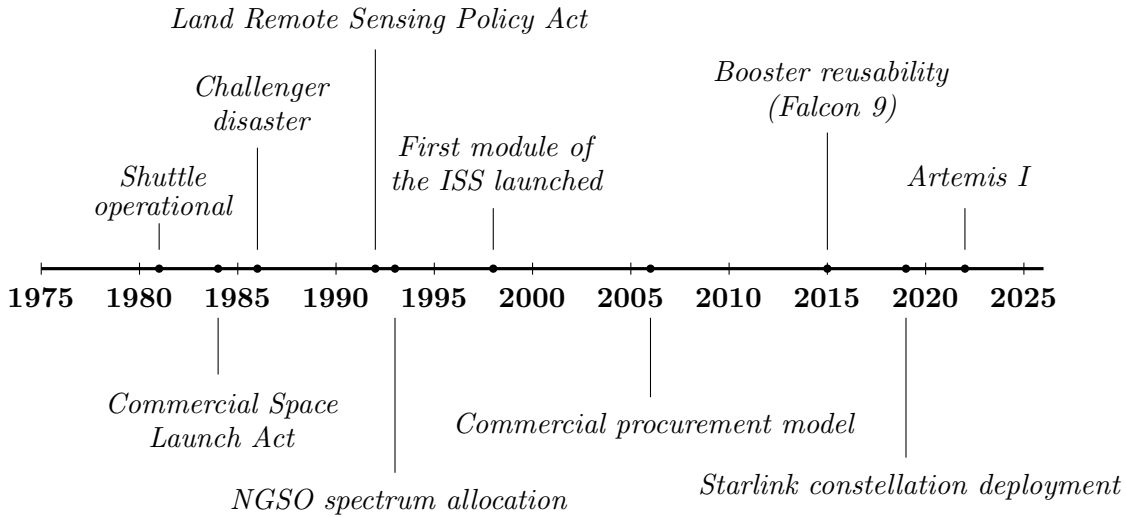 Land Remote Sensing Policy Act
Challenger
disaster
Booster reusability
(Falcon 9)
First module of
the ISS launched
Shuttle
operational
Artemis I
1975 1980 1985 1990 1995 2000 2005 2010 2015 2020 2025
Commercial Space
Launch Act
Commercial procurement model
NGSO spectrum allocation
Starlink constellation deployment